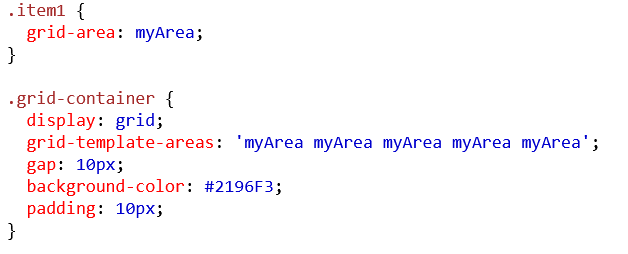 .item1 {
  grid-area: myArea;
}

.grid-container {
  display: grid;
  grid-template-areas: 'myArea myArea myArea myArea myArea';
  gap: 10px;
  background-color: #2196F3;
  padding: 10px;
}